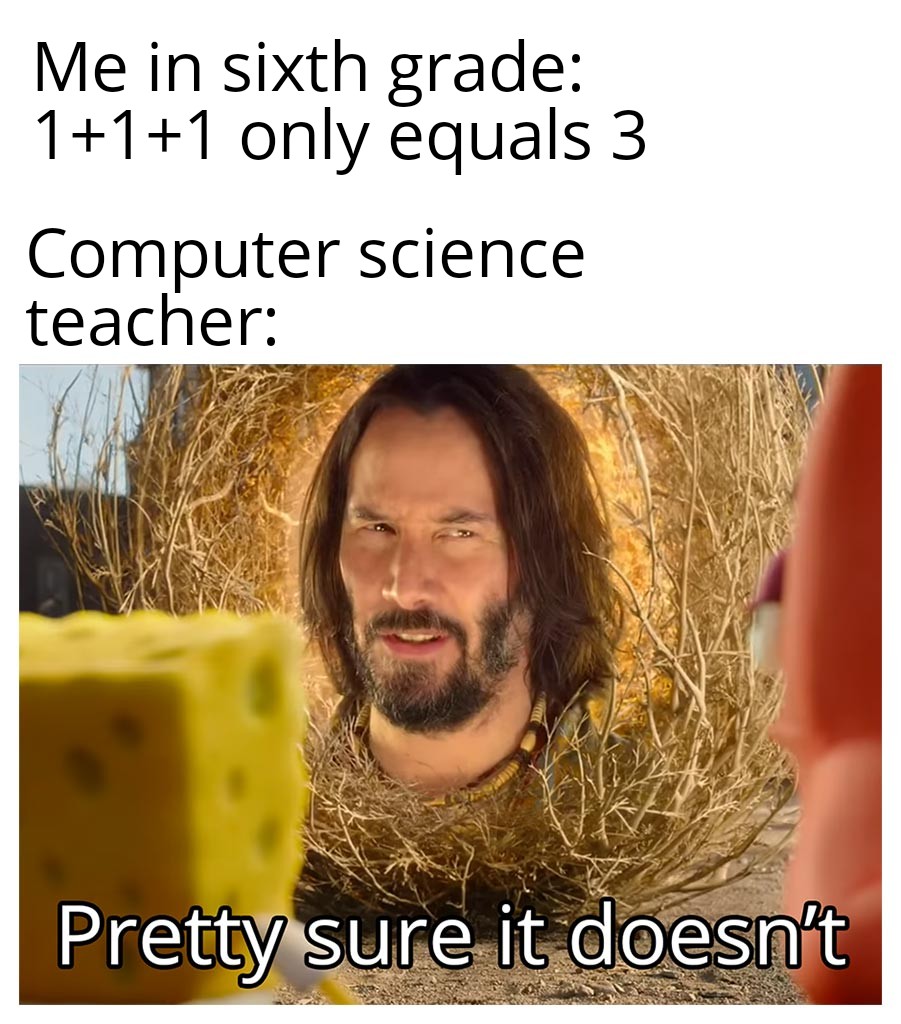 Me in sixth grade:
1+1+1 only equals 3
Computer science
teacher:
Pretty sure it doesn't